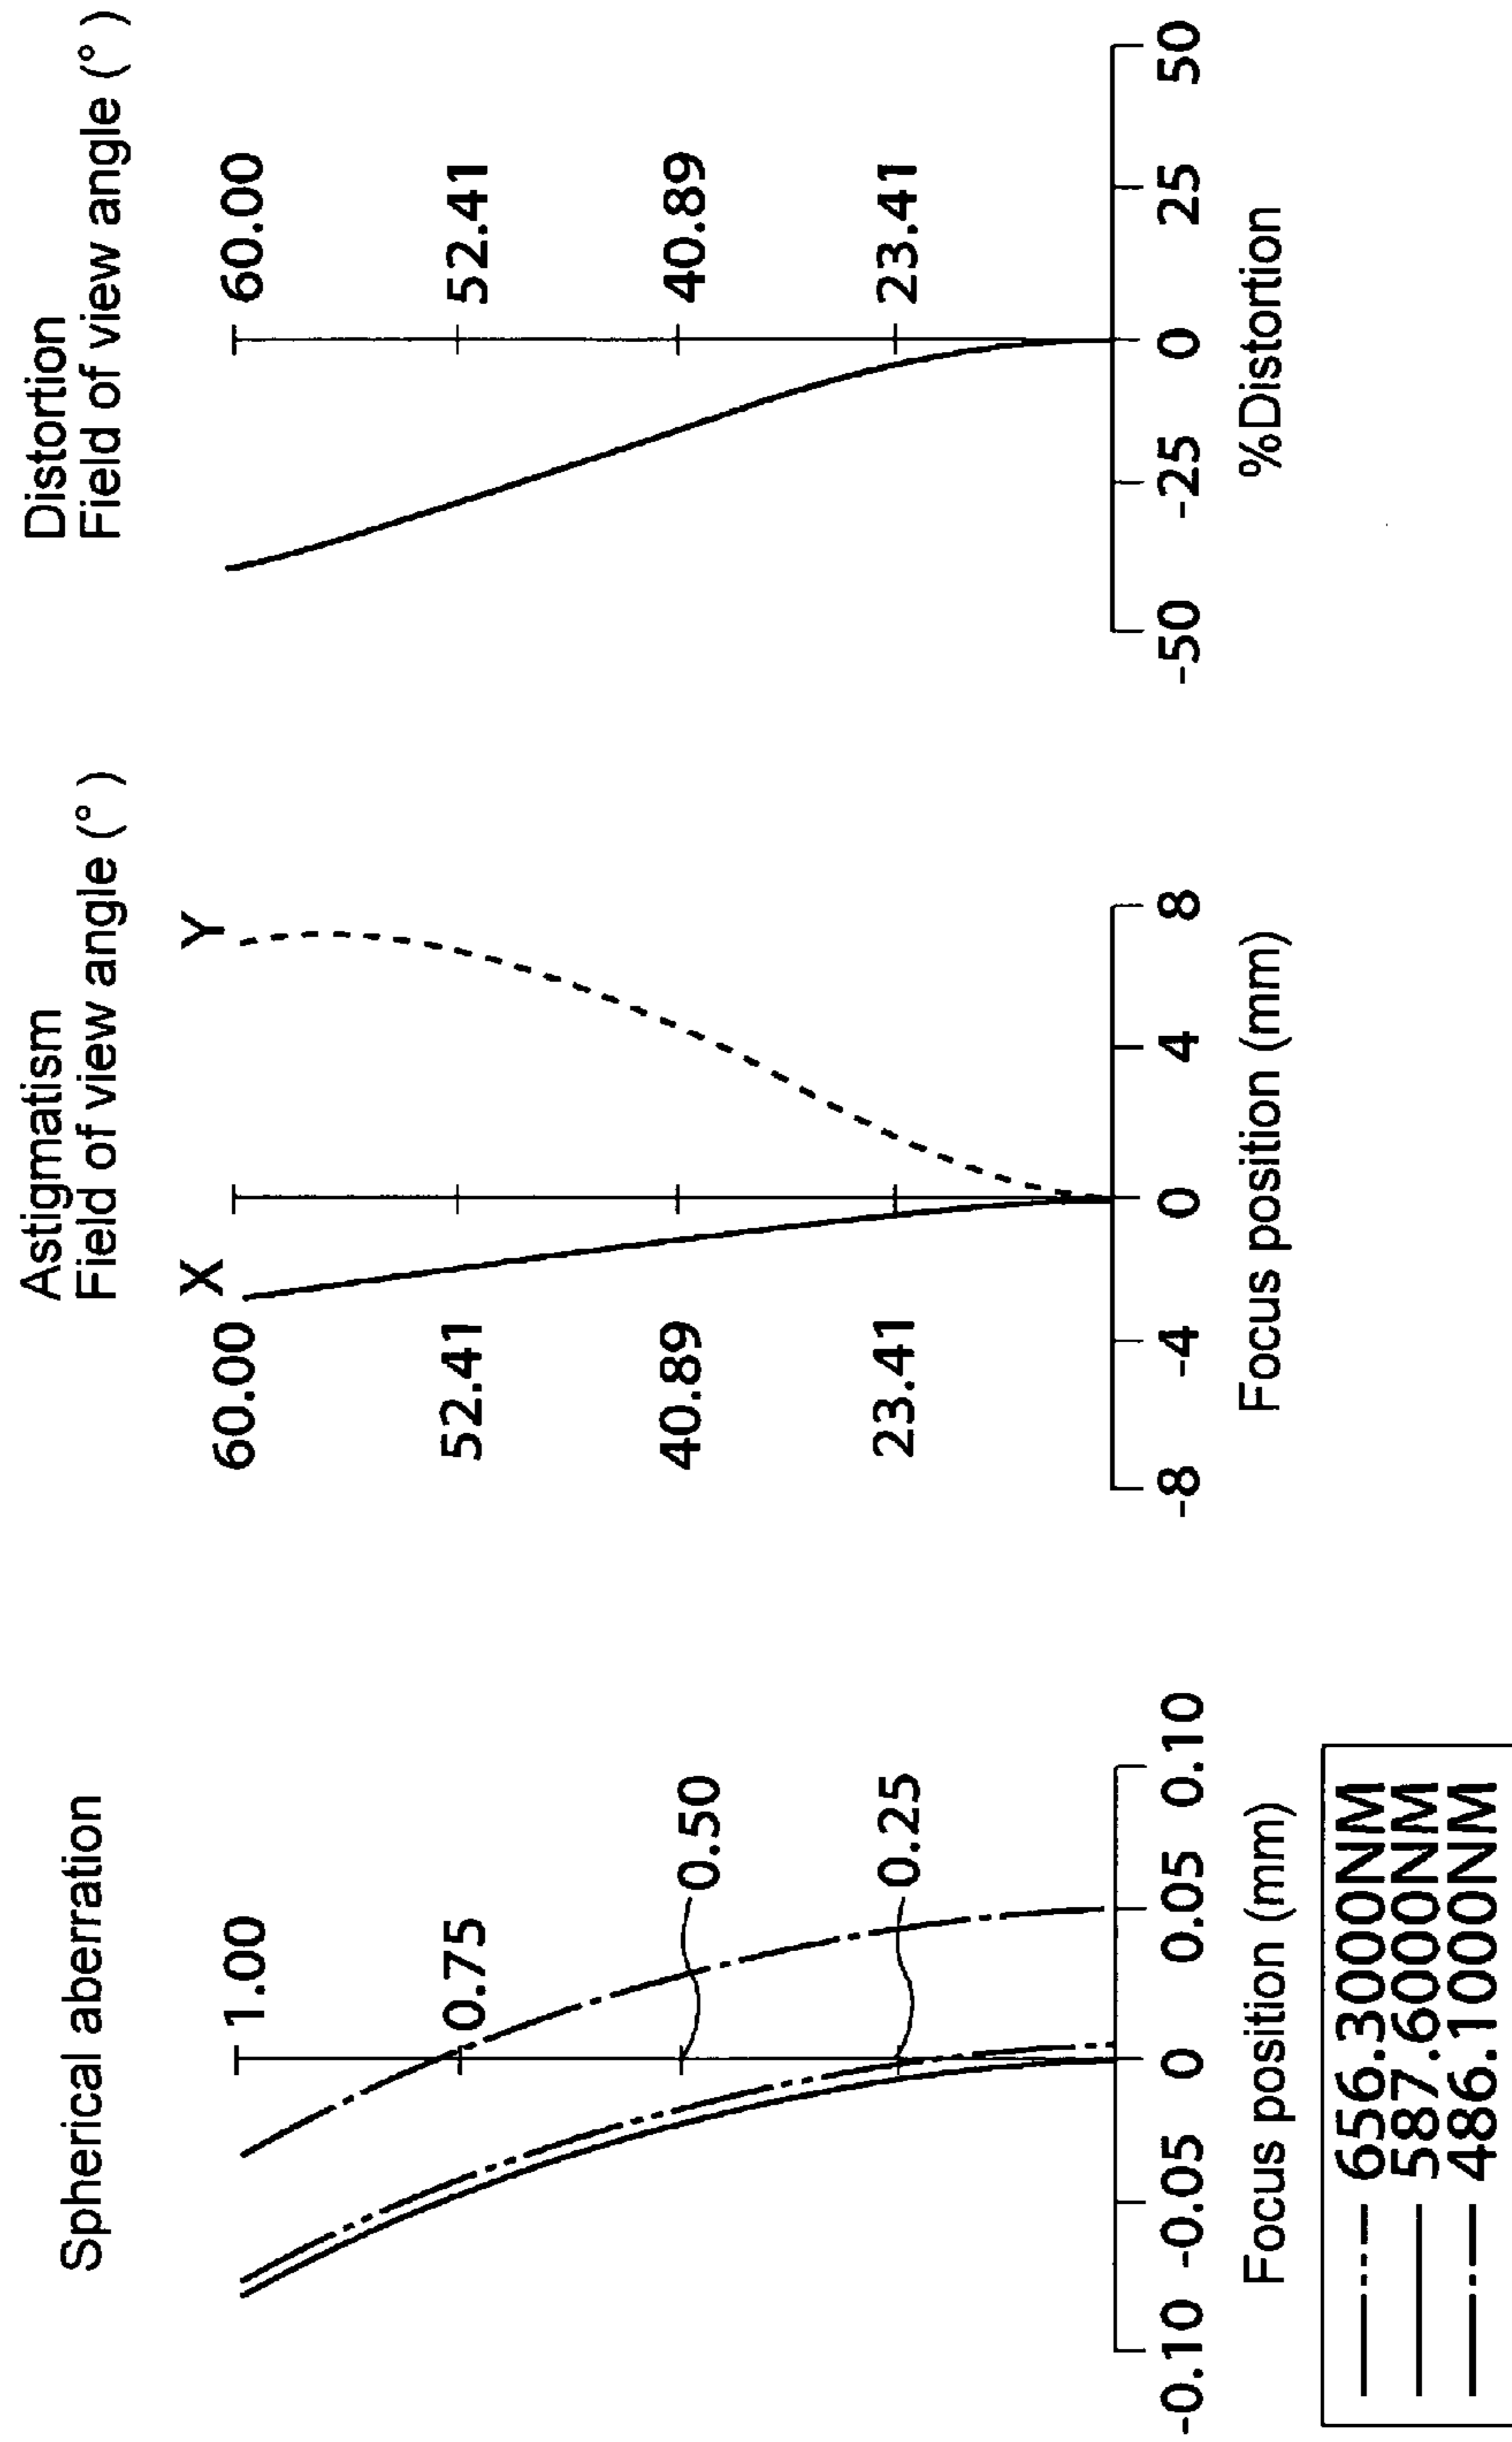 Spherical aberration
1.00
0.75
0.50
0.25
-0.10 -0.05 0 0.05 0.10
Focus position (mm)
656.3000NM
587.6000NM
486.1000NM
Astigmatism
Field of view angle (°)
X
Y
60.00
52.41
40.89
23.41
-8 -4 0 4 8
Focus position (mm)
Distortion
Field of view angle (°)
60.00
52.41
40.89
23.41
-50 -25 0 25 50
%Distortion